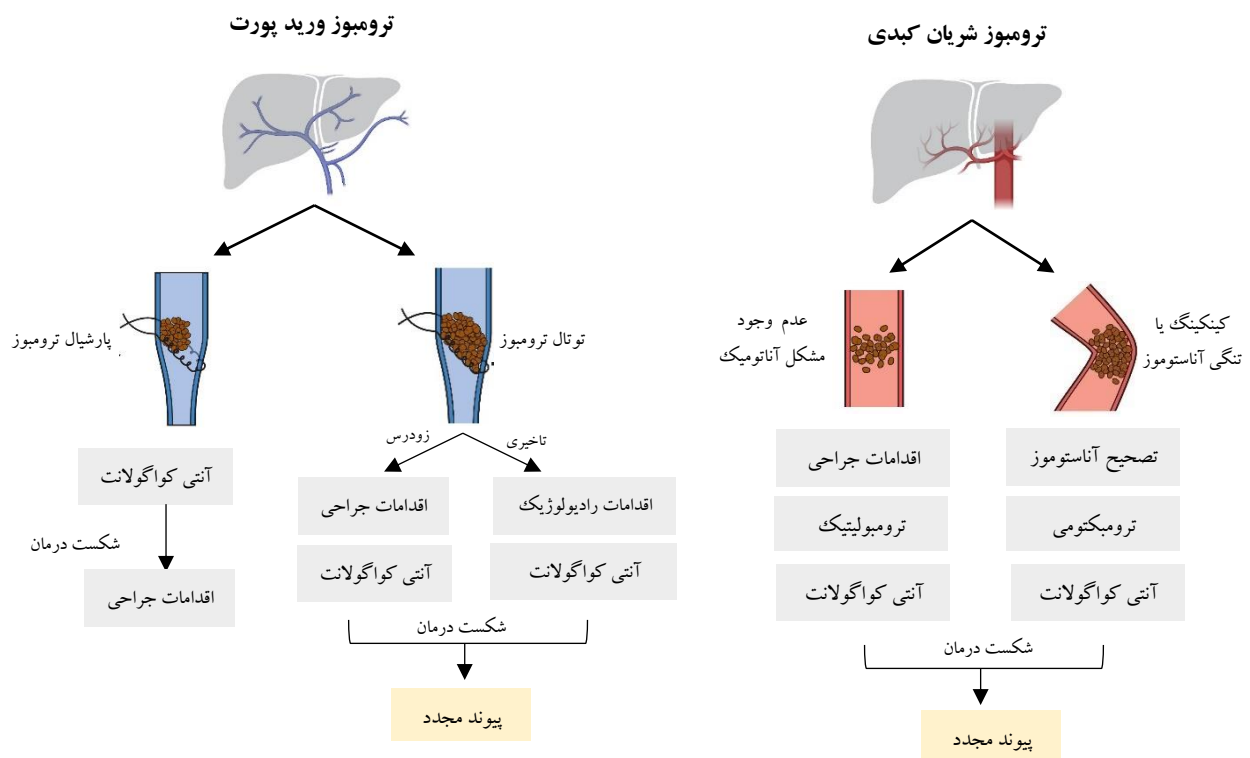 ترومبوز شریان کبدی
کینکینگ یا
تنگی آناستوموز
عدم وجود
مشکل آناتومیک
تصحیح آناستوموز
ترومبکتومی
آنتی کواگولانت
اقدامات جراحی
ترومبولیتیک
آنتی کواگولانت
شکست درمان
پیوند مجدد
ترومبوز ورید پورت
توتال ترومبوز
پارشیال ترومبوز
تاخیری
زودرس
اقدامات رادیولوژیک
آنتی کواگولانت
اقدامات جراحی
آنتی کواگولانت
شکست درمان
پیوند مجدد
آنتی کواگولانت
شکست درمان
اقدامات جراحی